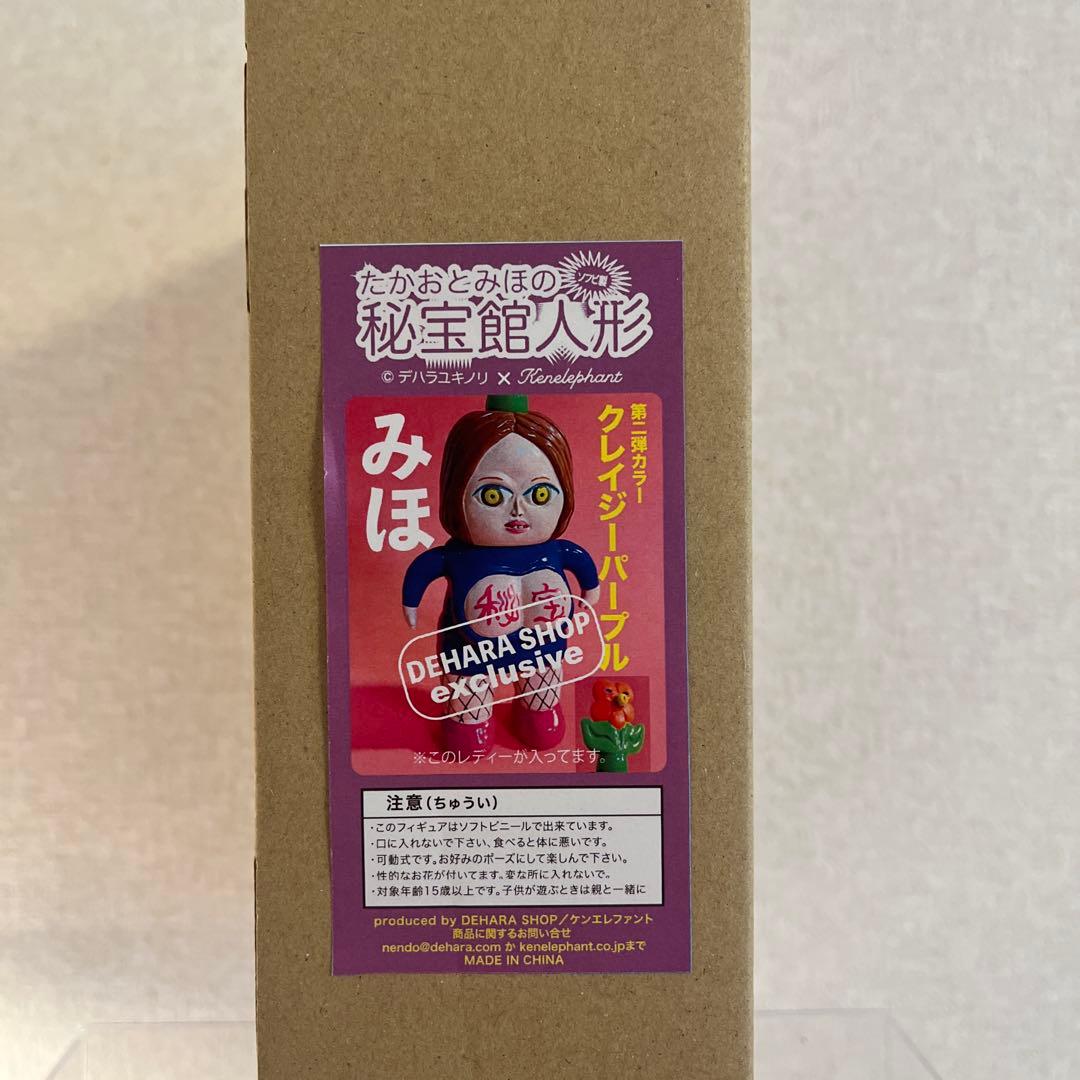 たかおとみほの
ソフビ製
秘宝館人形
© デハラユキノリ × Kenelephant
みほ
第二弾カラー
クレイジーパープル
秘宝
DEHARA SHOP
exclusive
※このレディーが入ってます。
注意(ちゅうい)
・このフィギュアはソフトビニールで出来ています。
・口に入れないで下さい、食べると体に悪いです。
・可動式です。お好みのポーズにして楽しんで下さい。
・性的なお花が付いてます。変な所に入れないで。
・対象年齢15歳以上です。子供が遊ぶときは親と一緒に
produced by DEHARA SHOP/ケンエレファント
商品に関するお問い合せ
nendo@dehara.com か kenelephant.co.jpまで
MADE IN CHINA